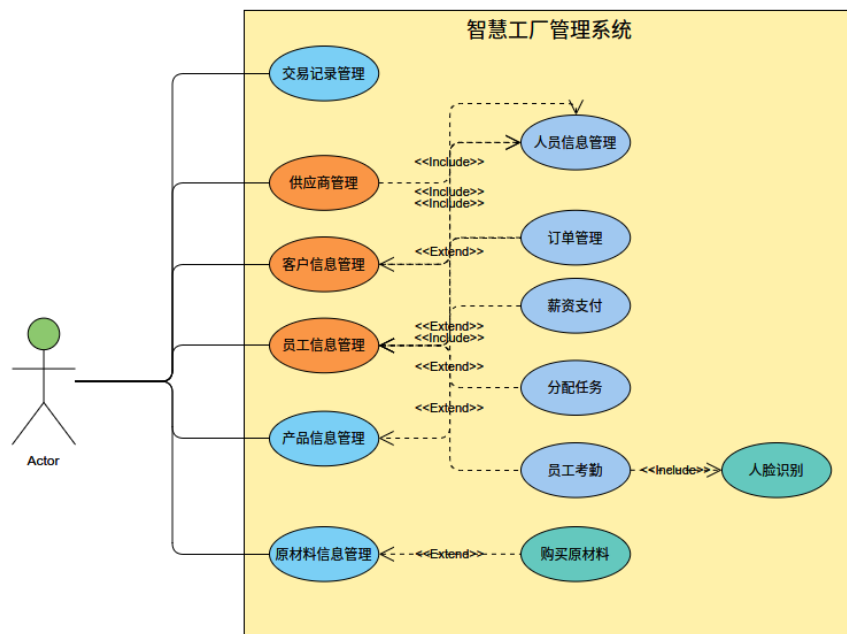 智慧工厂管理系统
交易记录管理
人员信息管理
<<Include>>
供应商管理
<<Include>>
<<Include>>
订单管理
<<Extend>>
客户信息管理
薪资支付
<<Extend>>
<<Include>>
员工信息管理
<<Extend>>
分配任务
<<Extend>>
产品信息管理
Actor
员工考勤
<<Include>>
人脸识别
原材料信息管理
<<Extend>>
购买原材料